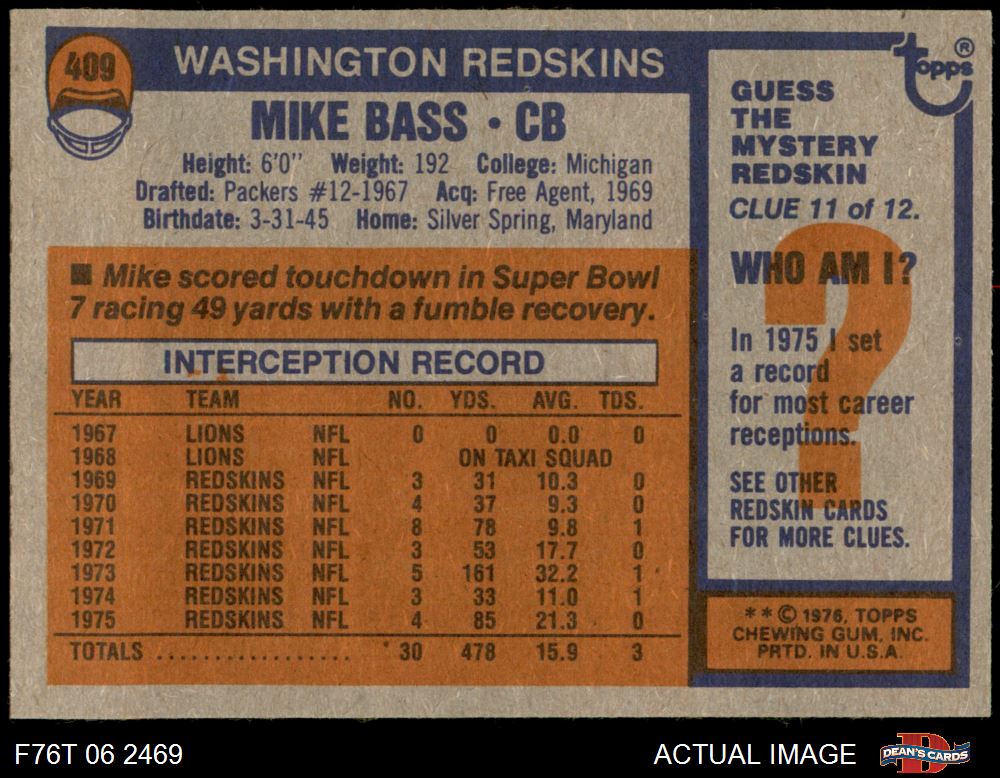 409
WASHINGTON REDSKINS
MIKE BASS • CB
Height: 6'0" Weight: 192 College: Michigan
Drafted: Packers #12-1967 Acq: Free Agent, 1969
Birthdate: 3-31-45 Home: Silver Spring, Maryland
■ Mike scored touchdown in Super Bowl
7 racing 49 yards with a fumble recovery.
INTERCEPTION RECORD
YEAR TEAM NO. YDS. AVG. TDS.
1967 LIONS NFL 0 0 0.0 0
1968 LIONS NFL ON TAXI SQUAD
1969 REDSKINS NFL 3 31 10.3 0
1970 REDSKINS NFL 4 37 9.3 0
1971 REDSKINS NFL 8 78 9.8 1
1972 REDSKINS NFL 3 53 17.7 0
1973 REDSKINS NFL 5 161 32.2 1
1974 REDSKINS NFL 3 33 11.0 1
1975 REDSKINS NFL 4 85 21.3 0
TOTALS .................. 30 478 15.9 3
topps ®
GUESS
THE
MYSTERY
REDSKIN
CLUE 11 of 12.
WHO AM I?
?
In 1975 I set
a record
for most career
receptions.
SEE OTHER
REDSKIN CARDS
FOR MORE CLUES.
* * © 1976, TOPPS
CHEWING GUM, INC.
PRTD. IN U.S.A.
F76T 06 2469
ACTUAL IMAGE
DEAN'S CARDS